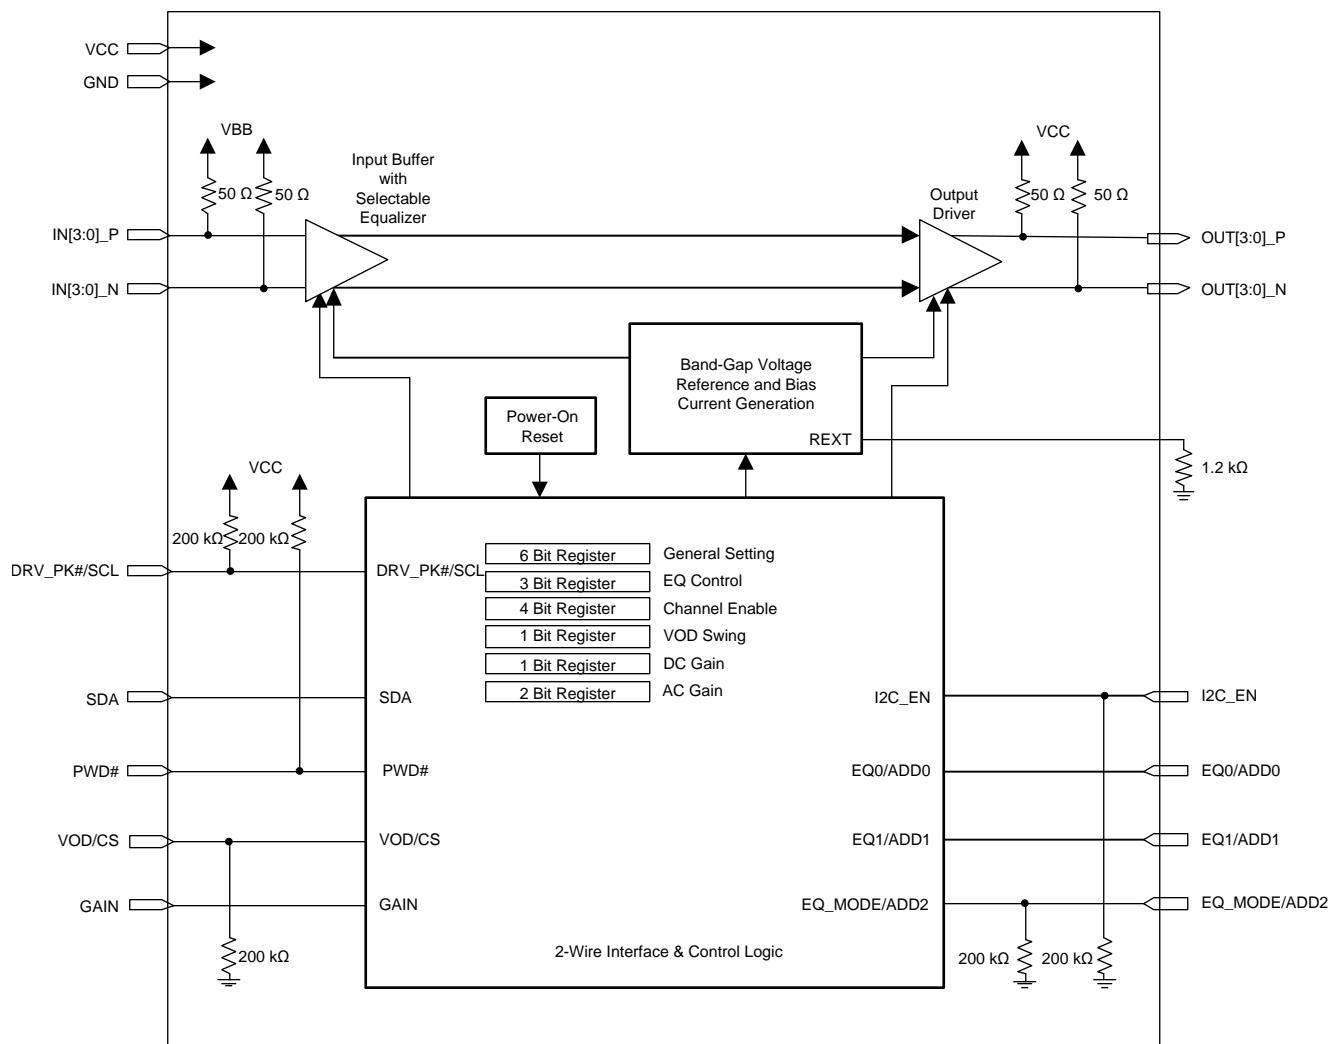 VCC
GND
VBB
VCC
Input Buffer
with
Selectable
Equalizer
50 Ω
50 Ω
Output
Driver
50 Ω
50 Ω
IN[3:0]_P
OUT[3:0]_P
IN[3:0]_N
OUT[3:0]_N
Band-Gap Voltage
Reference and Bias
Current Generation
REXT
Power-On
Reset
1.2 kΩ
VCC
200 kΩ
200 kΩ
DRV_PK#/SCL
DRV_PK#/SCL
6 Bit Register
General Setting
3 Bit Register
EQ Control
4 Bit Register
Channel Enable
1 Bit Register
VOD Swing
1 Bit Register
DC Gain
2 Bit Register
AC Gain
SDA
SDA
I2C_EN
I2C_EN
PWD#
PWD#
EQ0/ADD0
EQ0/ADD0
VOD/CS
VOD/CS
EQ1/ADD1
EQ1/ADD1
GAIN
GAIN
EQ_MODE/ADD2
EQ_MODE/ADD2
200 kΩ
2-Wire Interface & Control Logic
200 kΩ
200 kΩ